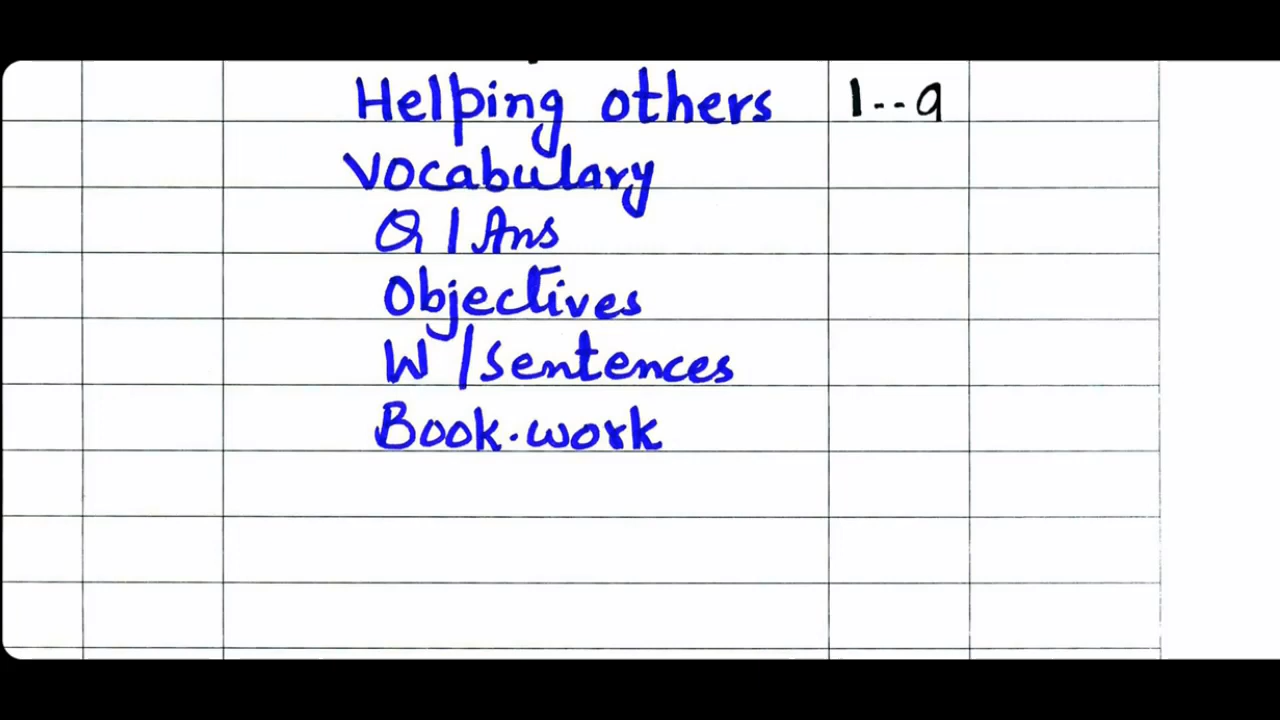 Helping others 1--9
Vocabulary
Q/Ans
Objectives
W/Sentences
Book.work